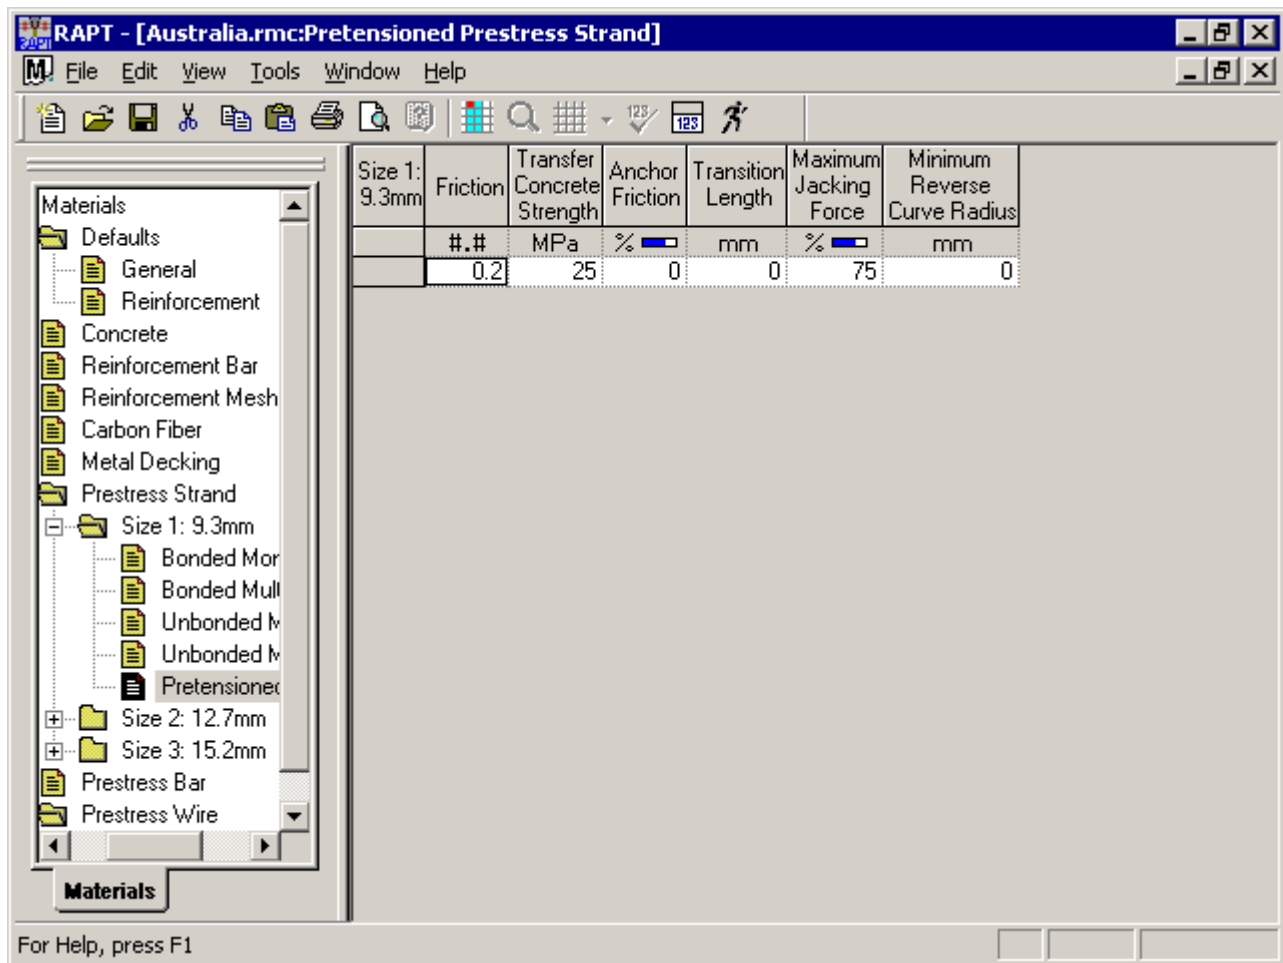 RAPT - [Australia.rmc:Pretensioned Prestress Strand]
File Edit View Tools Window Help
Materials
Defaults
General
Reinforcement
Concrete
Reinforcement Bar
Reinforcement Mesh
Carbon Fiber
Metal Decking
Prestress Strand
Size 1: 9.3mm
Bonded Mor
Bonded Mult
Unbonded M
Unbonded M
Pretensioned
Size 2: 12.7mm
Size 3: 15.2mm
Prestress Bar
Prestress Wire
Materials
Size 1: 9.3mm Friction Transfer Concrete Strength Anchor Friction Transition Length Maximum Jacking Force Minimum Reverse Curve Radius
#.# MPa % mm % mm
0.2 25 0 0 75 0
For Help, press F1